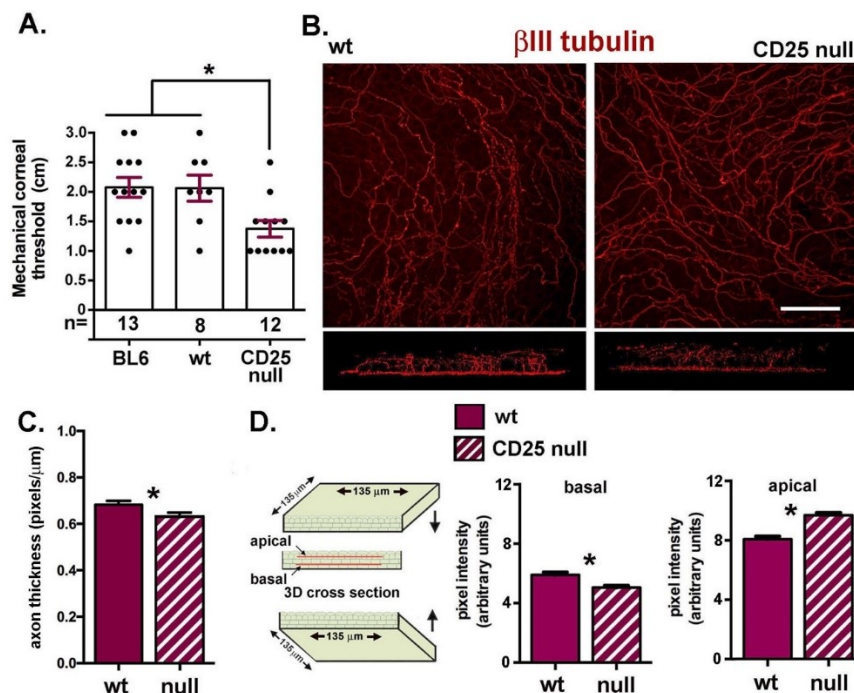 A.
*
Mechanical corneal
threshold (cm)
3.0
2.5
2.0
1.5
1.0
0.5
0
n=
13
8
12
BL6
wt
CD25
null
B.
wt
βIII tubulin
CD25 null
C.
axon thickness (pixels/μm)
1.0
0.8
0.6
0.4
0.2
0.0
*
wt
null
D.
wt
CD25 null
135 μm
135 μm
apical
basal
3D cross section
135 μm
135 μm
basal
pixel intensity
(arbitrary units)
12
9
6
3
0
*
wt
null
apical
pixel intensity
(arbitrary units)
12
8
4
0
*
wt
null